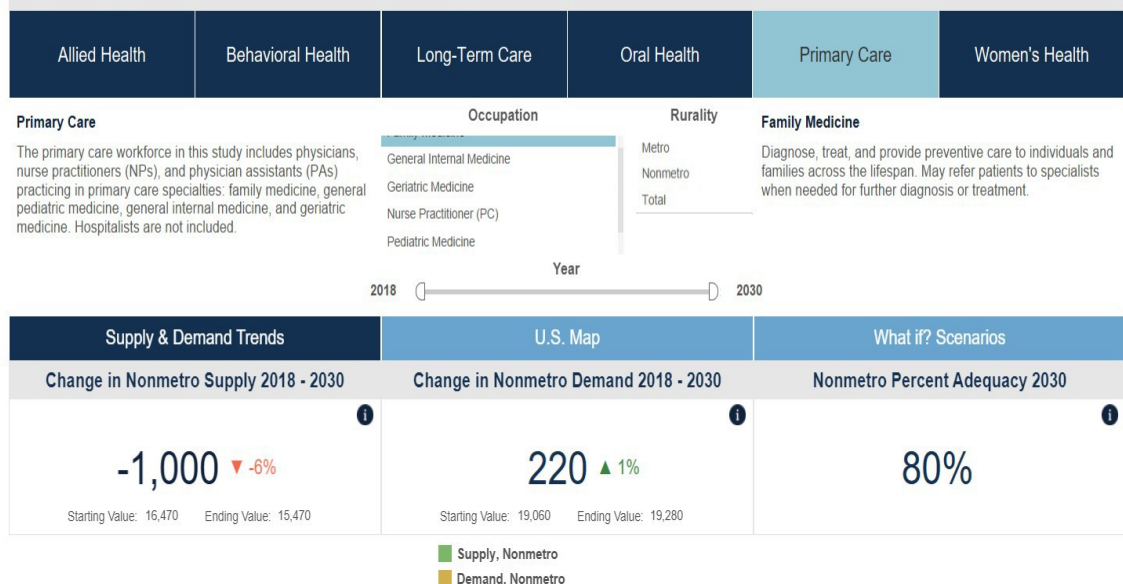 Allied Health
Behavioral Health
Long-Term Care
Oral Health
Primary Care
Women's Health
Primary Care
The primary care workforce in this study includes physicians,
nurse practitioners (NPs), and physician assistants (PAs)
practicing in primary care specialties: family medicine, general
pediatric medicine, general internal medicine, and geriatric
medicine. Hospitalists are not included.
Occupation
Family Medicine
General Internal Medicine
Geriatric Medicine
Nurse Practitioner (PC)
Pediatric Medicine
Rurality
Metro
Nonmetro
Total
Family Medicine
Diagnose, treat, and provide preventive care to individuals and
families across the lifespan. May refer patients to specialists
when needed for further diagnosis or treatment.
Year
2018
2030
Supply & Demand Trends
U.S. Map
What if? Scenarios
Change in Nonmetro Supply 2018 - 2030
Change in Nonmetro Demand 2018 - 2030
Nonmetro Percent Adequacy 2030
i
i
i
-1,000 ▼ -6%
220 ▲ 1%
80%
Starting Value: 16,470 Ending Value: 15,470
Starting Value: 19,060 Ending Value: 19,280
Supply, Nonmetro
Demand, Nonmetro